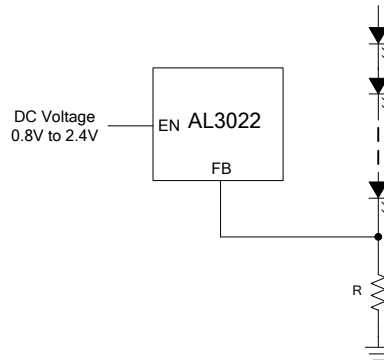 DC Voltage
0.8V to 2.4V
EN AL3022
FB
R